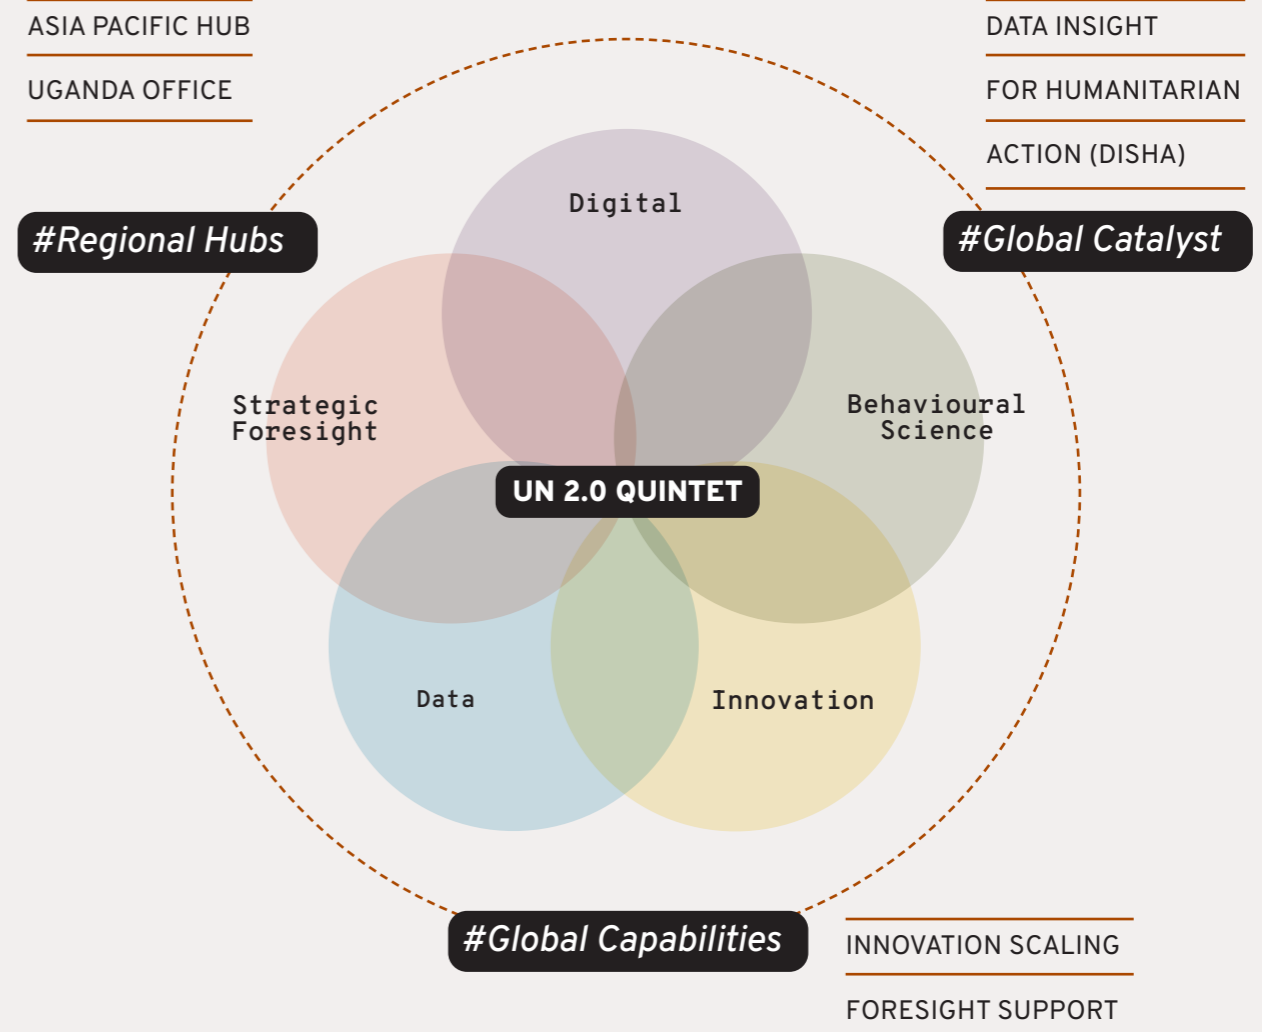 ASIA PACIFIC HUB
UGANDA OFFICE
DATA INSIGHT
FOR HUMANITARIAN
ACTION (DISHA)
#Regional Hubs
#Global Catalyst
Digital
Strategic
Foresight
Behavioural
Science
UN 2.0 QUINTET
Data
Innovation
#Global Capabilities
INNOVATION SCALING
FORESIGHT SUPPORT